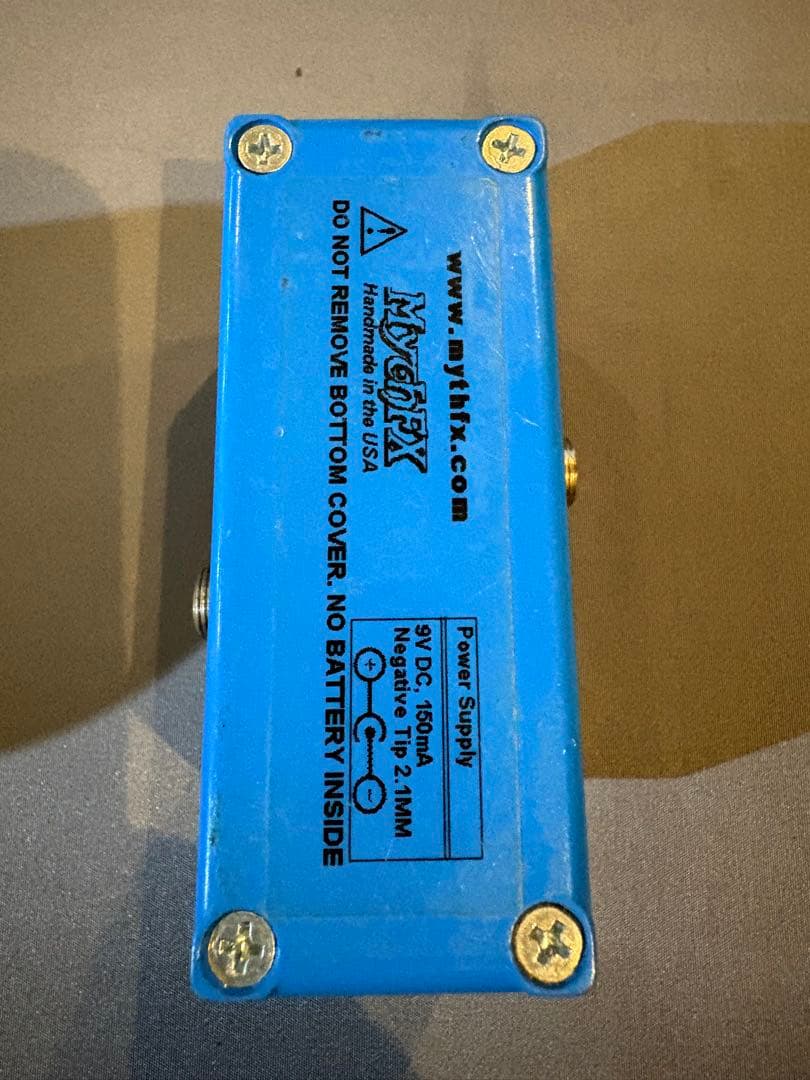 www.mythfx.com
MythFX
Handmade in the USA
DO NOT REMOVE BOTTOM COVER. NO BATTERY INSIDE
Power Supply
9V DC, 150mA
Negative Tip 2.1MM
+ -